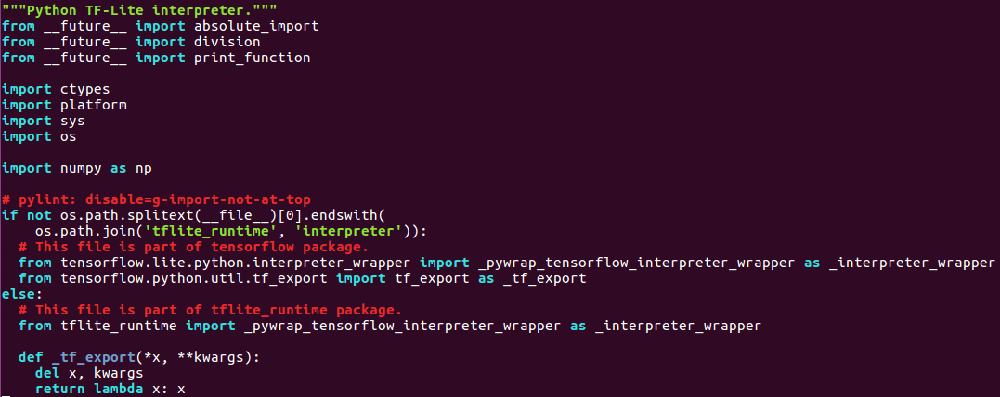 """Python TF-Lite interpreter."""
from __future__ import absolute_import
from __future__ import division
from __future__ import print_function

import ctypes
import platform
import sys
import os

import numpy as np

# pylint: disable=g-import-not-at-top
if not os.path.splitext(__file__)[0].endswith(
    os.path.join('tflite_runtime', 'interpreter')):
  # This file is part of tensorflow package.
  from tensorflow.lite.python.interpreter_wrapper import _pywrap_tensorflow_interpreter_wrapper as _interpreter_wrapper
  from tensorflow.python.util.tf_export import tf_export as _tf_export
else:
  # This file is part of tflite_runtime package.
  from tflite_runtime import _pywrap_tensorflow_interpreter_wrapper as _interpreter_wrapper

  def _tf_export(*x, **kwargs):
    del x, kwargs
    return lambda x: x